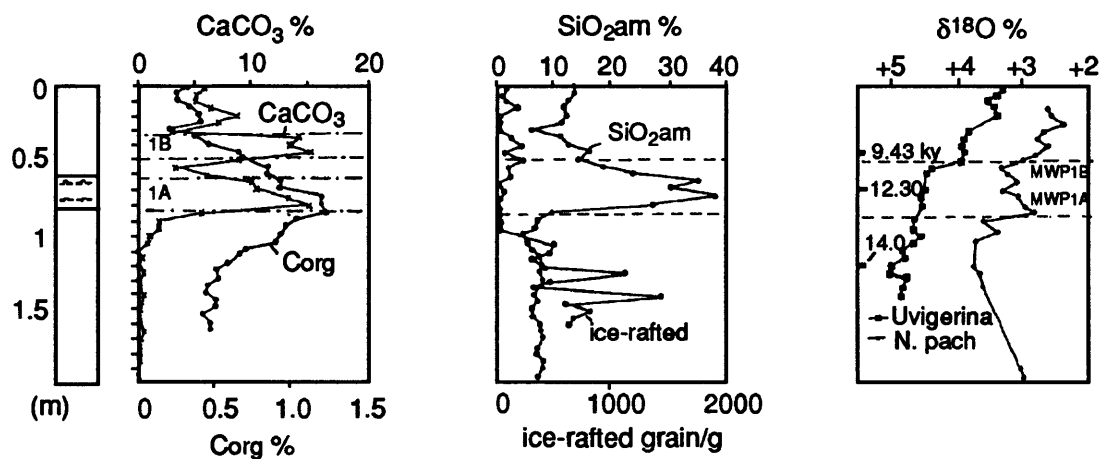 CaCO3 % SiO2am % δ18O %
0 10 20 0 10 20 30 40 +5 +4 +3 +2
0
CaCO3
1B
SiO2am
0.5
9.43 ky
MWP1B
1A
12.30
MWP1A
1
Corg
14.0
1.5
ice-rafted
Uvigerina
N. pach
(m)
0 0.5 1.0 1.5 0 1000 2000
Corg % ice-rafted grain/g